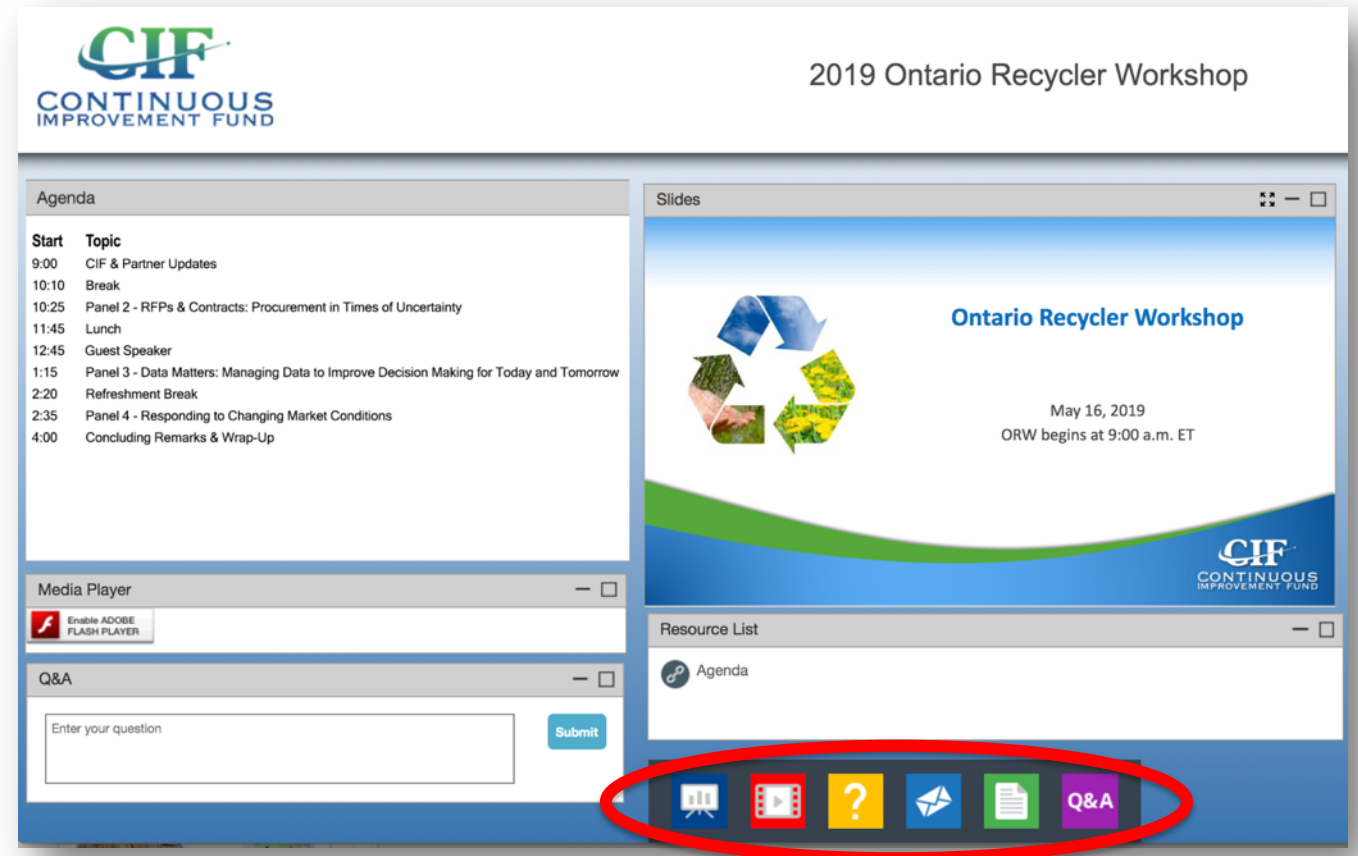 CIF
CONTINUOUS
IMPROVEMENT FUND
2019 Ontario Recycler Workshop
Agenda
Start Topic
9:00 CIF & Partner Updates
10:10 Break
10:25 Panel 2 - RFPs & Contracts: Procurement in Times of Uncertainty
11:45 Lunch
12:45 Guest Speaker
1:15 Panel 3 - Data Matters: Managing Data to Improve Decision Making for Today and Tomorrow
2:20 Refreshment Break
2:35 Panel 4 - Responding to Changing Market Conditions
4:00 Concluding Remarks & Wrap-Up
Slides
Ontario Recycler Workshop
May 16, 2019
ORW begins at 9:00 a.m. ET
CIF
CONTINUOUS
IMPROVEMENT FUND
Media Player
Enable ADOBE
FLASH PLAYER
Q&A
Enter your question
Submit
Resource List
Agenda
?
Q&A